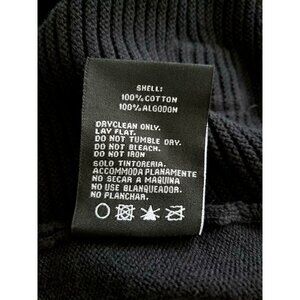 SHELL:
100% COTTON
100% ALGODON
DRYCLEAN ONLY.
LAY FLAT.
DO NOT TUMBLE DRY.
DO NOT BLEACH.
DO NOT IRON
SOLO TINTORERIA.
ACCOMMODA PLANAMENTE
NO SECAR A MAQUINA
NO USE BLANQUEADOR.
NO PLANCHAR.